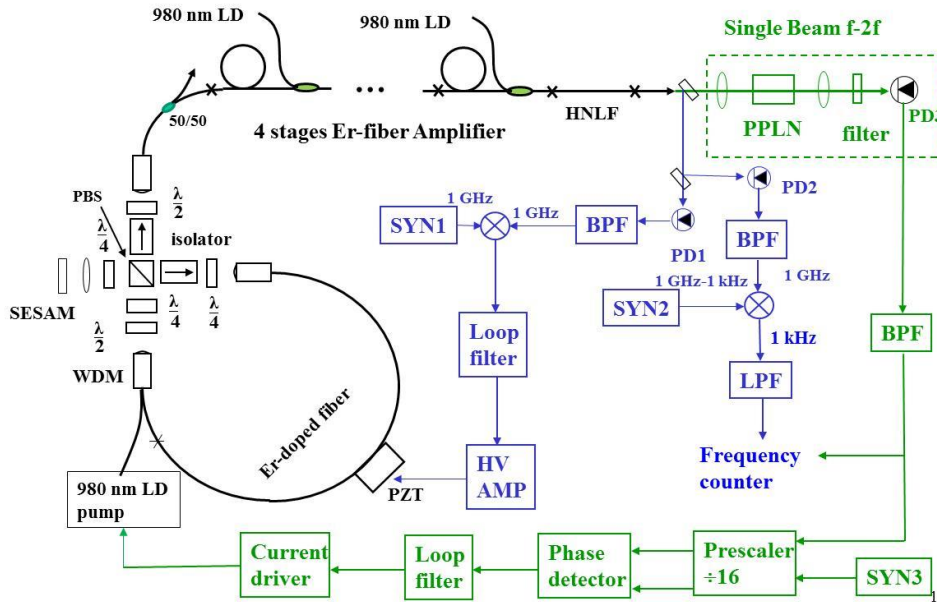 980 nm LD
980 nm LD
Single Beam f-2f
50/50
4 stages Er-fiber Amplifier
HNLF
PPLN
filter
PD3
PBS
λ/2
λ/4
isolator
SESAM
λ/4
λ/4
λ/2
WDM
1 GHz
1 GHz
SYN1
BPF
PD1
PD2
BPF
1 GHz-1 kHz
1 GHz
SYN2
1 kHz
BPF
Loop
filter
LPF
Er-doped fiber
HV
AMP
PZT
Frequency
counter
980 nm LD
pump
Current
driver
Loop
filter
Phase
detector
Prescaler
÷16
SYN3
1